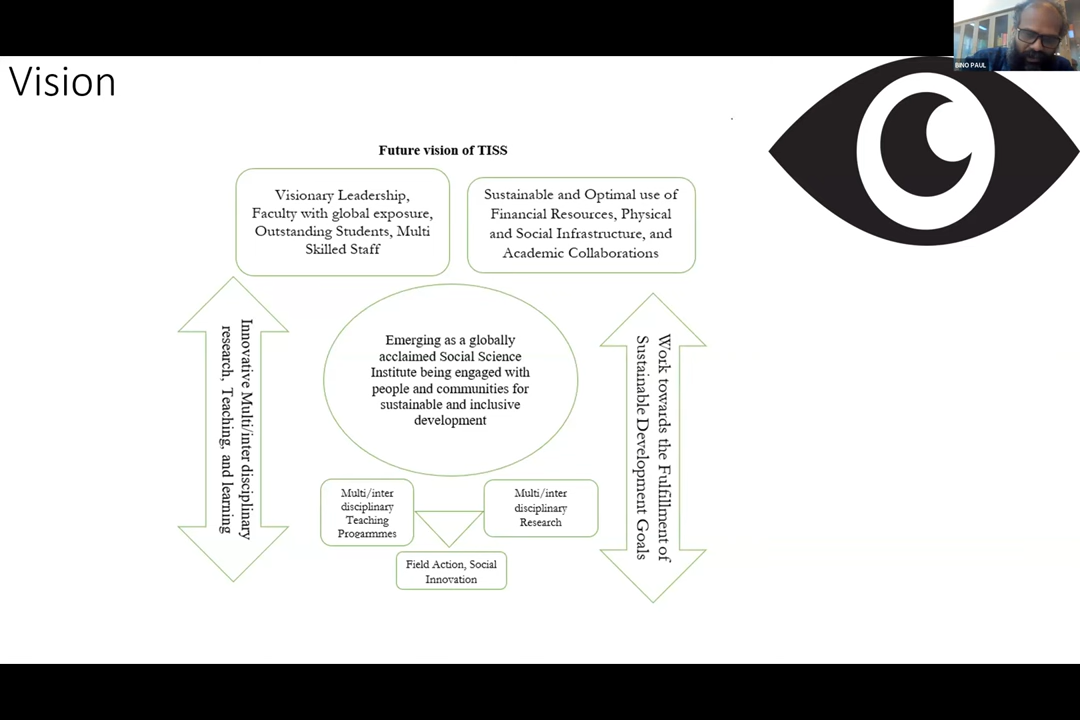 BINO PAUL
Vision
Future vision of TISS
Visionary Leadership,
Faculty with global exposure,
Outstanding Students, Multi
Skilled Staff
Sustainable and Optimal use of
Financial Resources, Physical
and Social Infrastructure, and
Academic Collaborations
Innovative Multi/inter disciplinary
research, Teaching, and learning
Emerging as a globally
acclaimed Social Science
Institute being engaged with
people and communities for
sustainable and inclusive
development
Work towards the Fulfillment of
Sustainable Development Goals
Multi/inter
disciplinary
Teaching
Progarmmes
Multi/inter
disciplinary
Research
Field Action, Social
Innovation